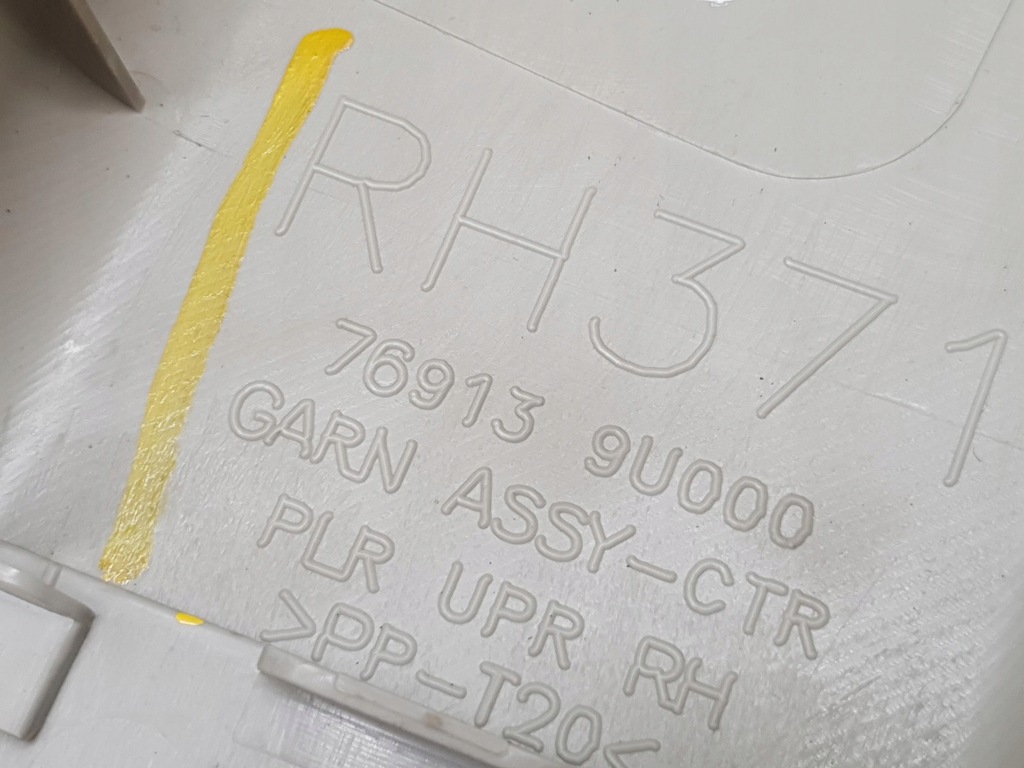 RH371
76913 9U000
GARN ASSY-CTR
PLR UPR RH
>PP-T20<